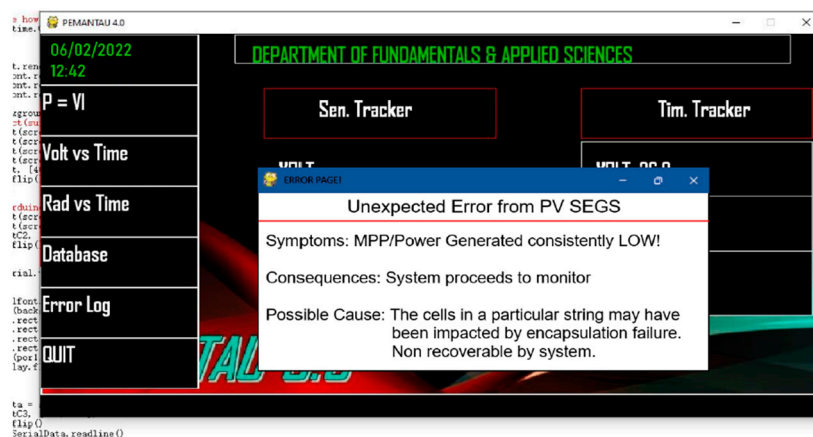 PEMANTAU 4.0
06/02/2022
12:42
P = VI
Volt vs Time
Rad vs Time
Database
Error Log
QUIT
DEPARTMENT OF FUNDAMENTALS & APPLIED SCIENCES
Sen. Tracker
Tim. Tracker
ERROR PAGE!
Unexpected Error from PV SEGS
Symptoms: MPP/Power Generated consistently LOW!
Consequences: System proceeds to monitor
Possible Cause: The cells in a particular string may have
been impacted by encapsulation failure.
Non recoverable by system.
flip()
SerialData.readline()